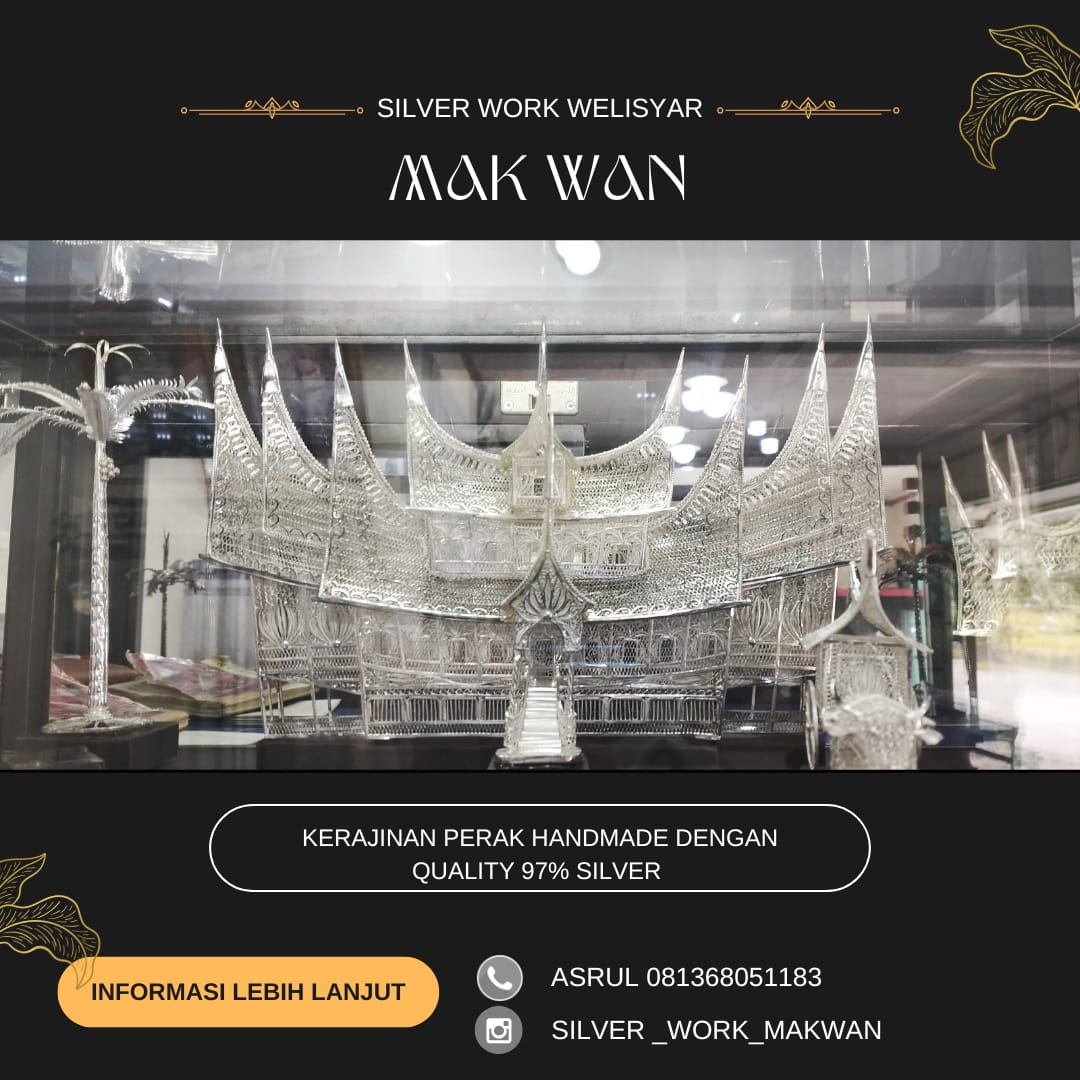 SILVER WORK WELISYAR
MAK WAN
KERAJINAN PERAK HANDMADE DENGAN
QUALITY 97% SILVER
INFORMASI LEBIH LANJUT
ASRUL 081368051183
SILVER _WORK_MAKWAN